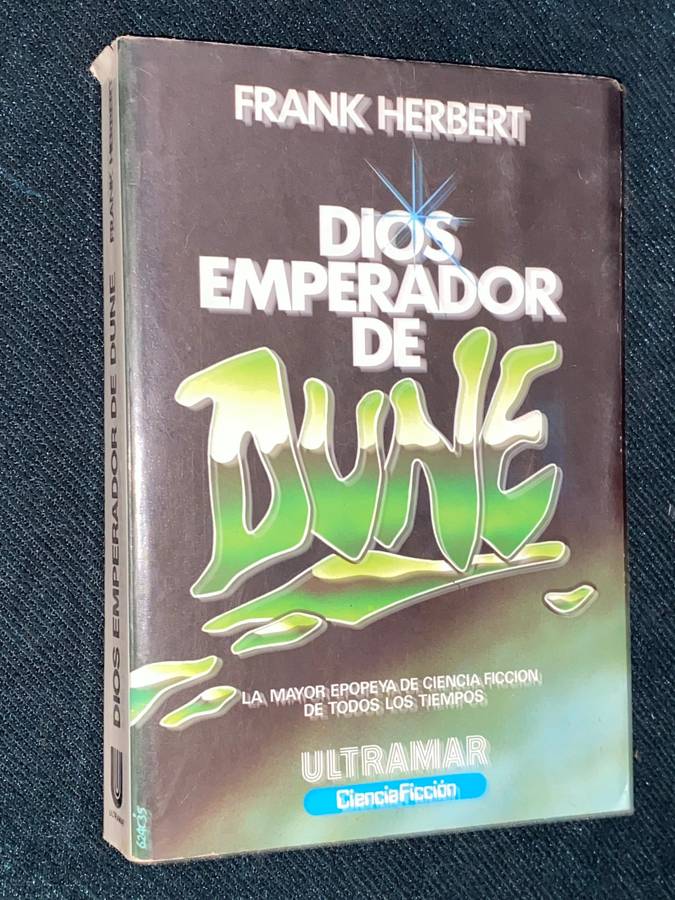 FRANK HERBERT
DIOS
EMPERADOR
DE
DUNE
LA MAYOR EPOPEYA DE CIENCIA FICCION
DE TODOS LOS TIEMPOS
ULTRAMAR
CienciaFicción
DIOS EMPERADOR DE DUNE FRANK HERBERT
ULTRAMAR